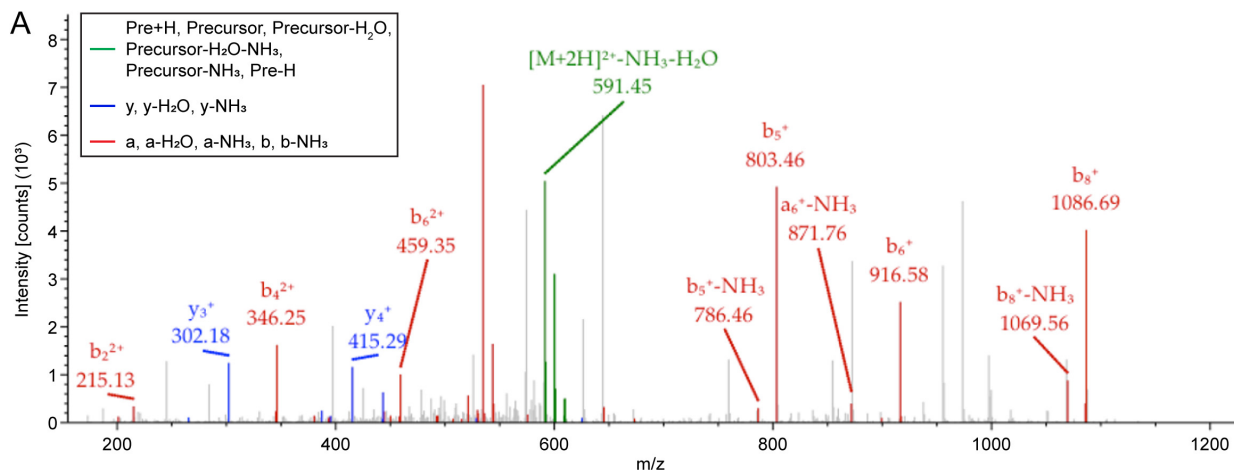 A
Pre+H, Precursor, Precursor-H₂O,
Precursor-H₂O-NH₃,
Precursor-NH₃, Pre-H
y, y-H₂O, y-NH₃
a, a-H₂O, a-NH₃, b, b-NH₃
Intensity [counts] (10³)
8
7
6
5
4
3
2
1
0
b₂²⁺
215.13
y₃⁺
302.18
b₄²⁺
346.25
y₄⁺
415.29
b₆²⁺
459.35
[M+2H]²⁺-NH₃-H₂O
591.45
b₅⁺-NH₃
786.46
b₅⁺
803.46
a₆⁺-NH₃
871.76
b₆⁺
916.58
b₈⁺-NH₃
1069.56
b₈⁺
1086.69
200
400
600
800
1000
1200
m/z